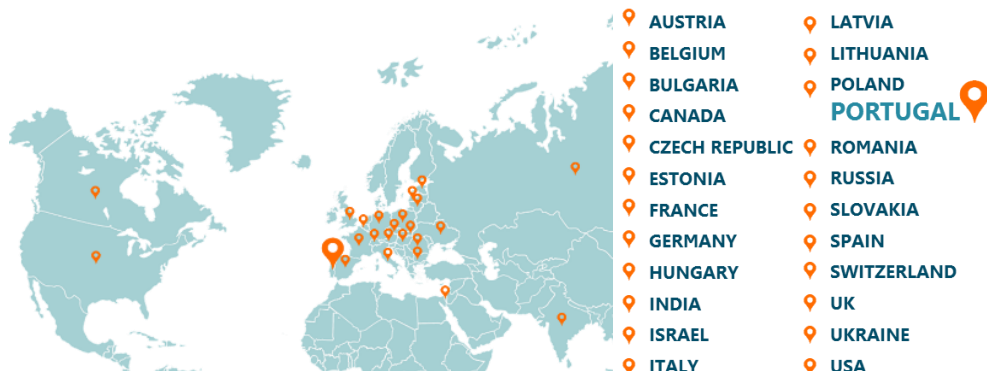 AUSTRIA
BELGIUM
BULGARIA
CANADA
CZECH REPUBLIC
ESTONIA
FRANCE
GERMANY
HUNGARY
INDIA
ISRAEL
ITALY
LATVIA
LITHUANIA
POLAND
PORTUGAL
ROMANIA
RUSSIA
SLOVAKIA
SPAIN
SWITZERLAND
UK
UKRAINE
USA